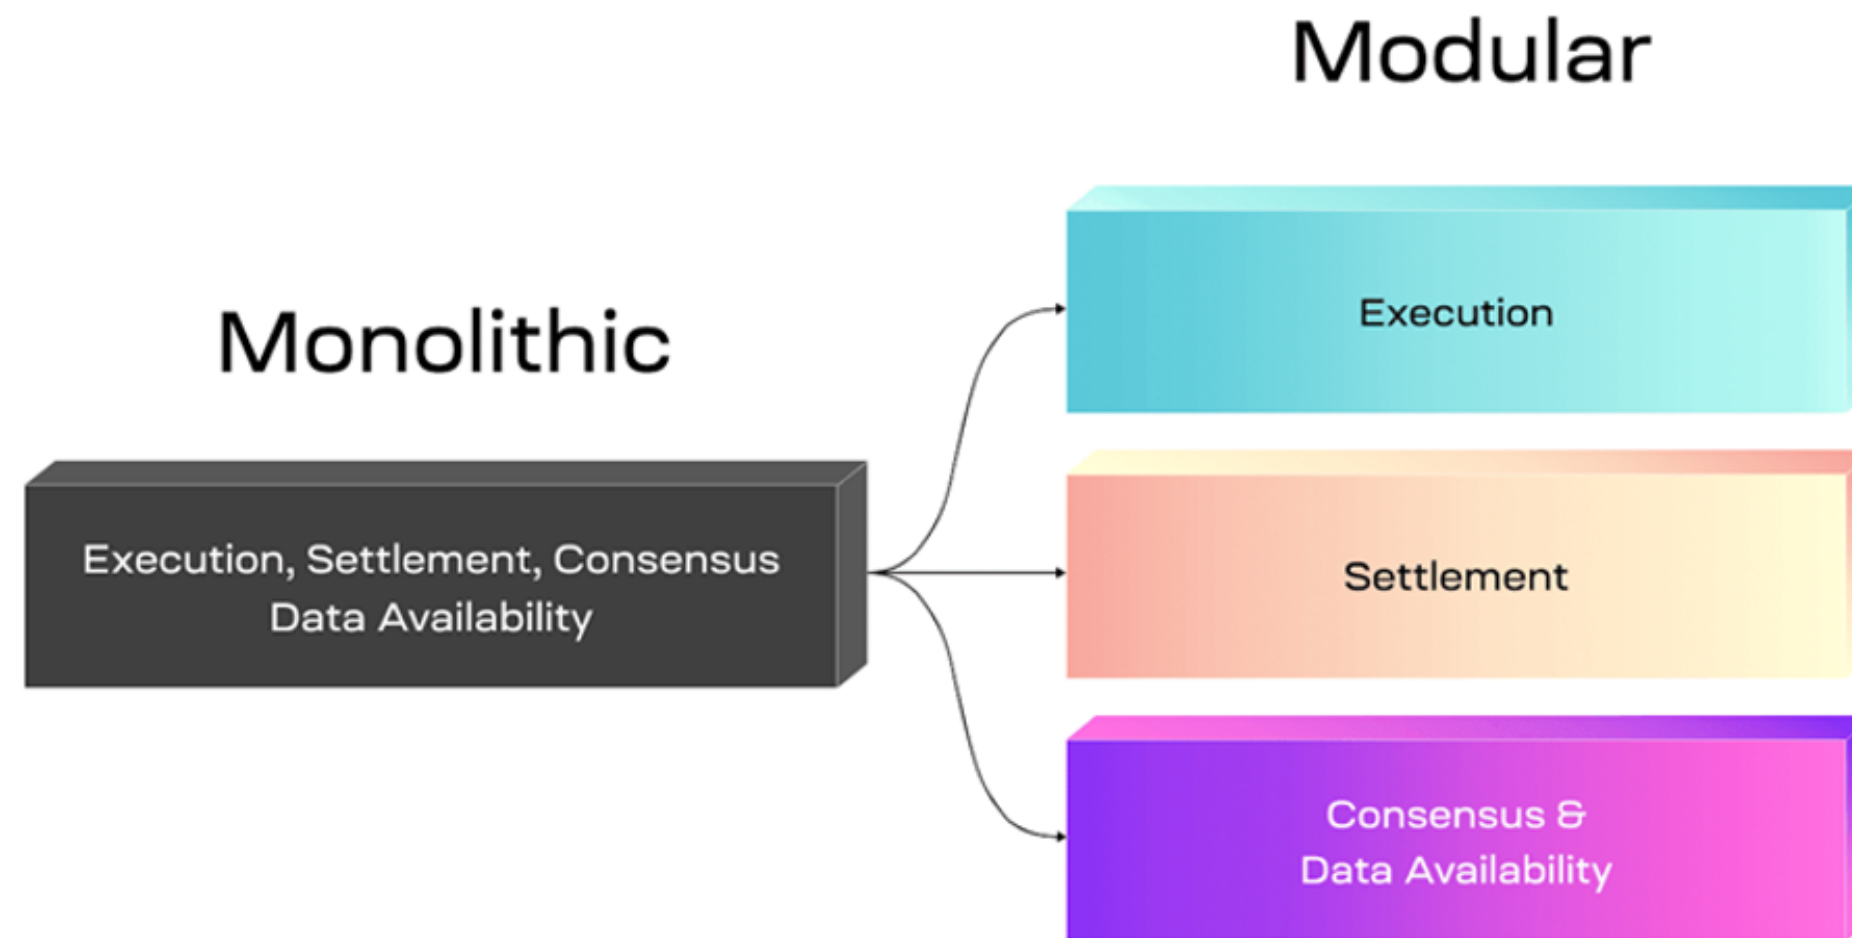 Modular
Monolithic
Execution, Settlement, Consensus
Data Availability
Execution
Settlement
Consensus &
Data Availability